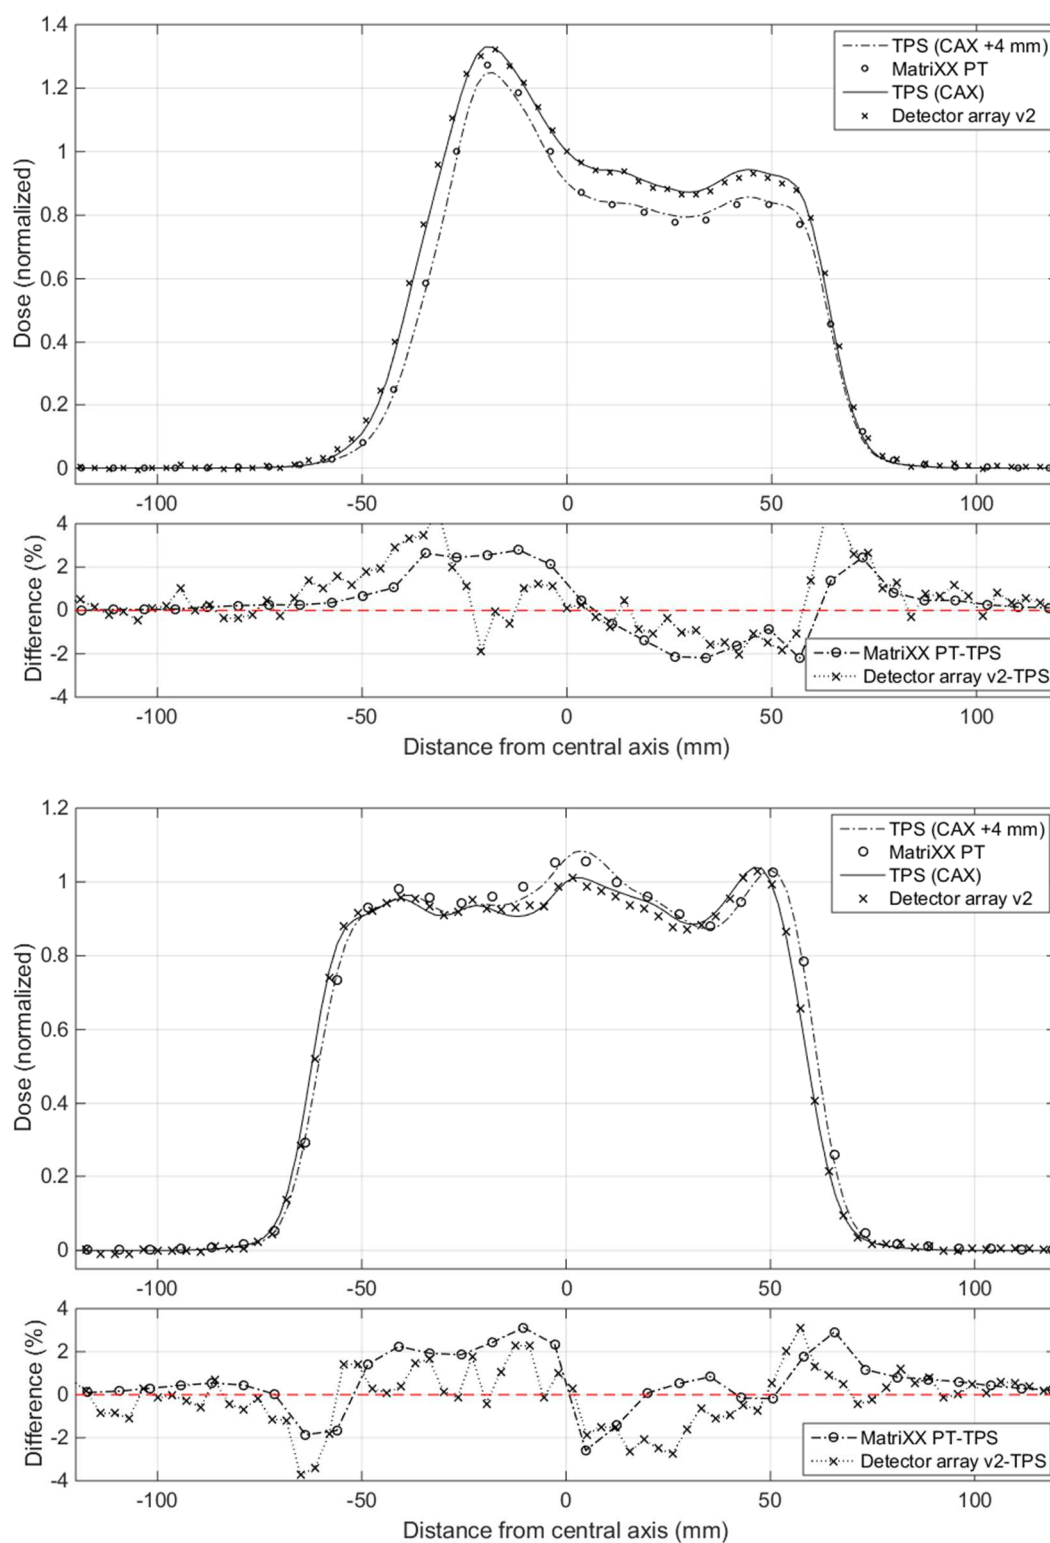 1.4
1.2
1
0.8
0.6
0.4
0.2
0
Dose (normalized)
TPS (CAX +4 mm)
MatriXX PT
TPS (CAX)
Detector array v2
-100 -50 0 50 100
4
2
0
-2
-4
Difference (%)
MatriXX PT-TPS
Detector array v2-TPS
-100 -50 0 50 100
Distance from central axis (mm)
1.2
1
0.8
0.6
0.4
0.2
0
Dose (normalized)
TPS (CAX +4 mm)
MatriXX PT
TPS (CAX)
Detector array v2
-100 -50 0 50 100
4
2
0
-2
-4
Difference (%)
MatriXX PT-TPS
Detector array v2-TPS
-100 -50 0 50 100
Distance from central axis (mm)